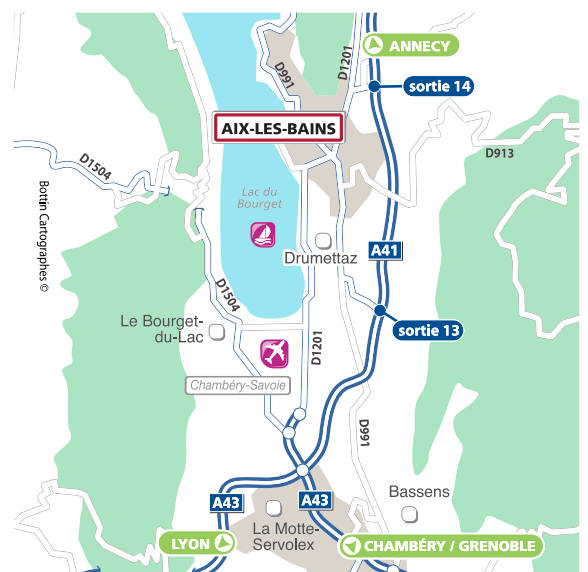 ANNECY
D1201
D991
sortie 14
AIX-LES-BAINS
D913
D1504
Bottin Cartographes ©
Lac du
Bourget
Drumettaz
A41
D1504
Le Bourget-
du-Lac
sortie 13
D1201
Chambéry-Savoie
D991
A43
A43
Bassens
La Motte-
Servolex
LYON
CHAMBÉRY / GRENOBLE